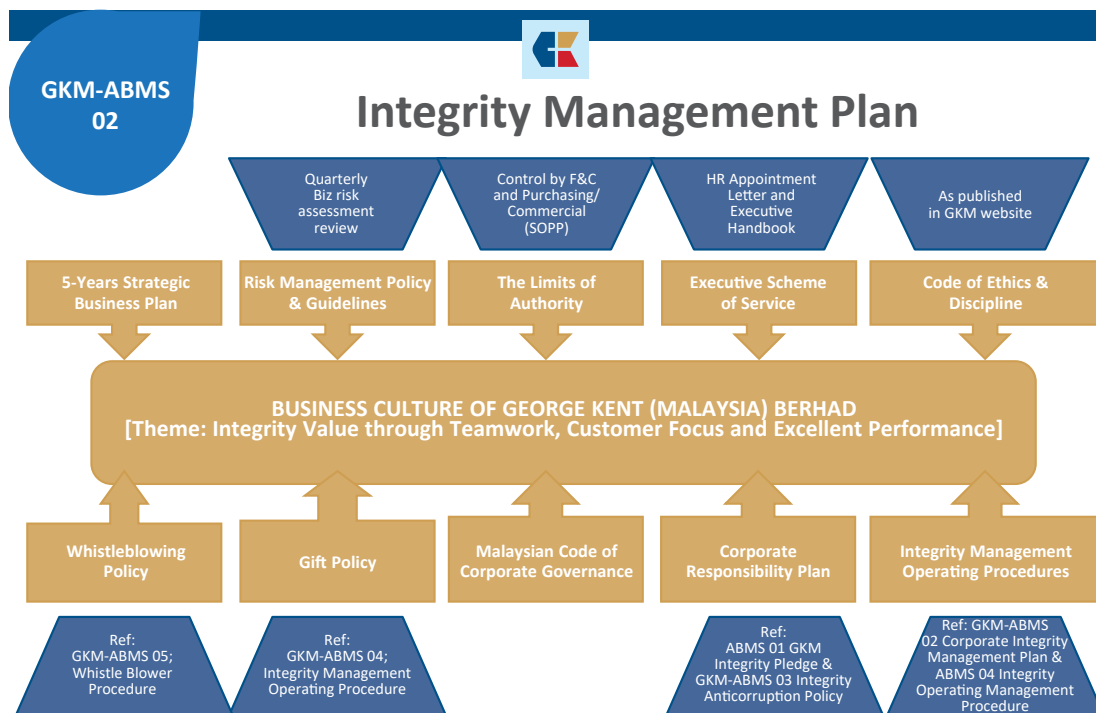 GKM-ABMS
02
Integrity Management Plan
Quarterly
Biz risk
assessment
review
Control by F&C
and Purchasing/
Commercial
(SOPP)
HR Appointment
Letter and
Executive
Handbook
As published
in GKM website
5-Years Strategic
Business Plan
Risk Management Policy
& Guidelines
The Limits of
Authority
Executive Scheme
of Service
Code of Ethics &
Discipline
BUSINESS CULTURE OF GEORGE KENT (MALAYSIA) BERHAD
[Theme: Integrity Value through Teamwork, Customer Focus and Excellent Performance]
Whistleblowing
Policy
Gift Policy
Malaysian Code of
Corporate Governance
Corporate
Responsibility Plan
Integrity Management
Operating Procedures
Ref:
GKM-ABMS 05;
Whistle Blower
Procedure
Ref:
GKM-ABMS 04;
Integrity Management
Operating Procedure
Ref:
ABMS 01 GKM
Integrity Pledge &
GKM-ABMS 03 Integrity
Anticorruption Policy
Ref: GKM-ABMS
02 Corporate Integrity
Management Plan &
ABMS 04 Integrity
Operating Management
Procedure